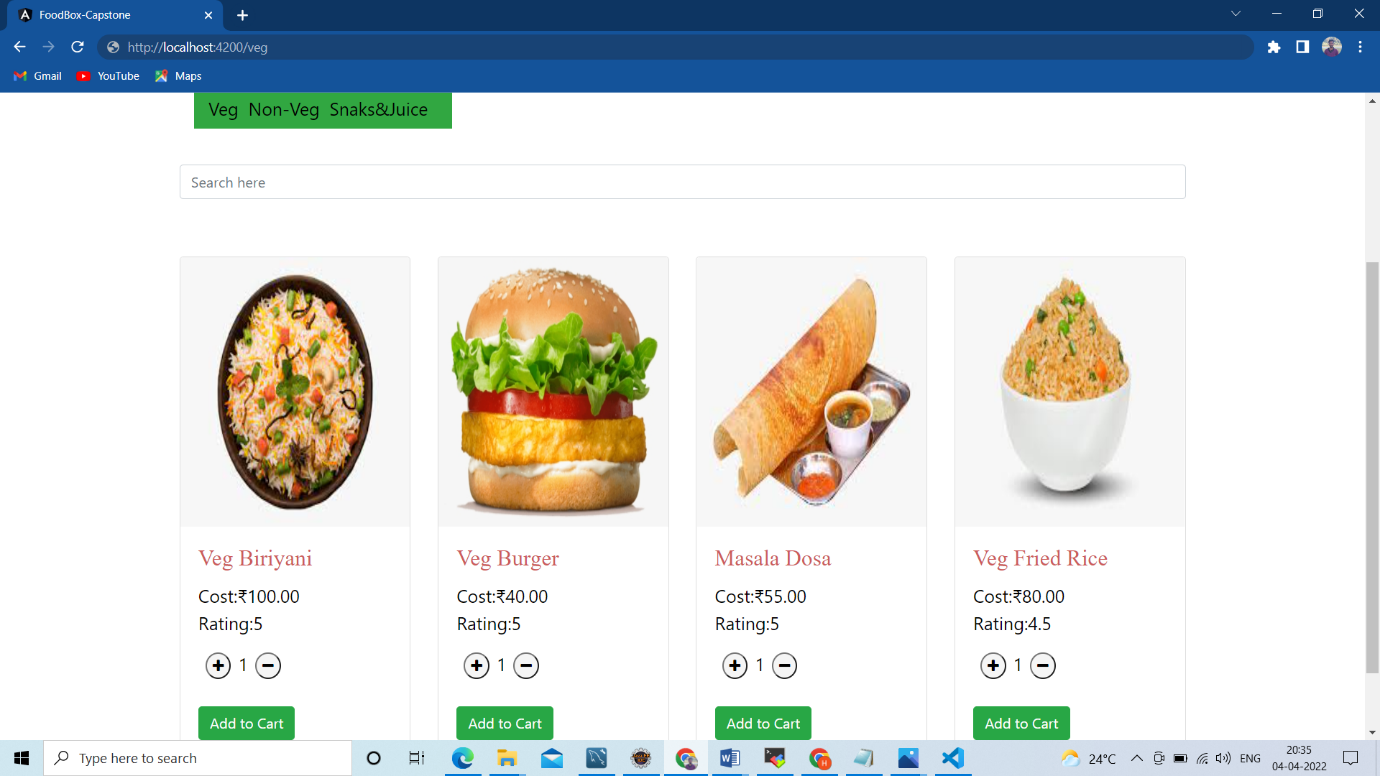 FoodBox-Capstone
http://localhost:4200/veg
Gmail YouTube Maps
Veg Non-Veg Snaks&Juice
Search here
Veg Biriyani Veg Burger Masala Dosa Veg Fried Rice
Cost:₹100.00 Cost:₹40.00 Cost:₹55.00 Cost:₹80.00
Rating:5 Rating:5 Rating:5 Rating:4.5
+ 1 − + 1 − + 1 − + 1 −
Add to Cart Add to Cart Add to Cart Add to Cart
Type here to search 24°C ENG 20:35
04-04-2022